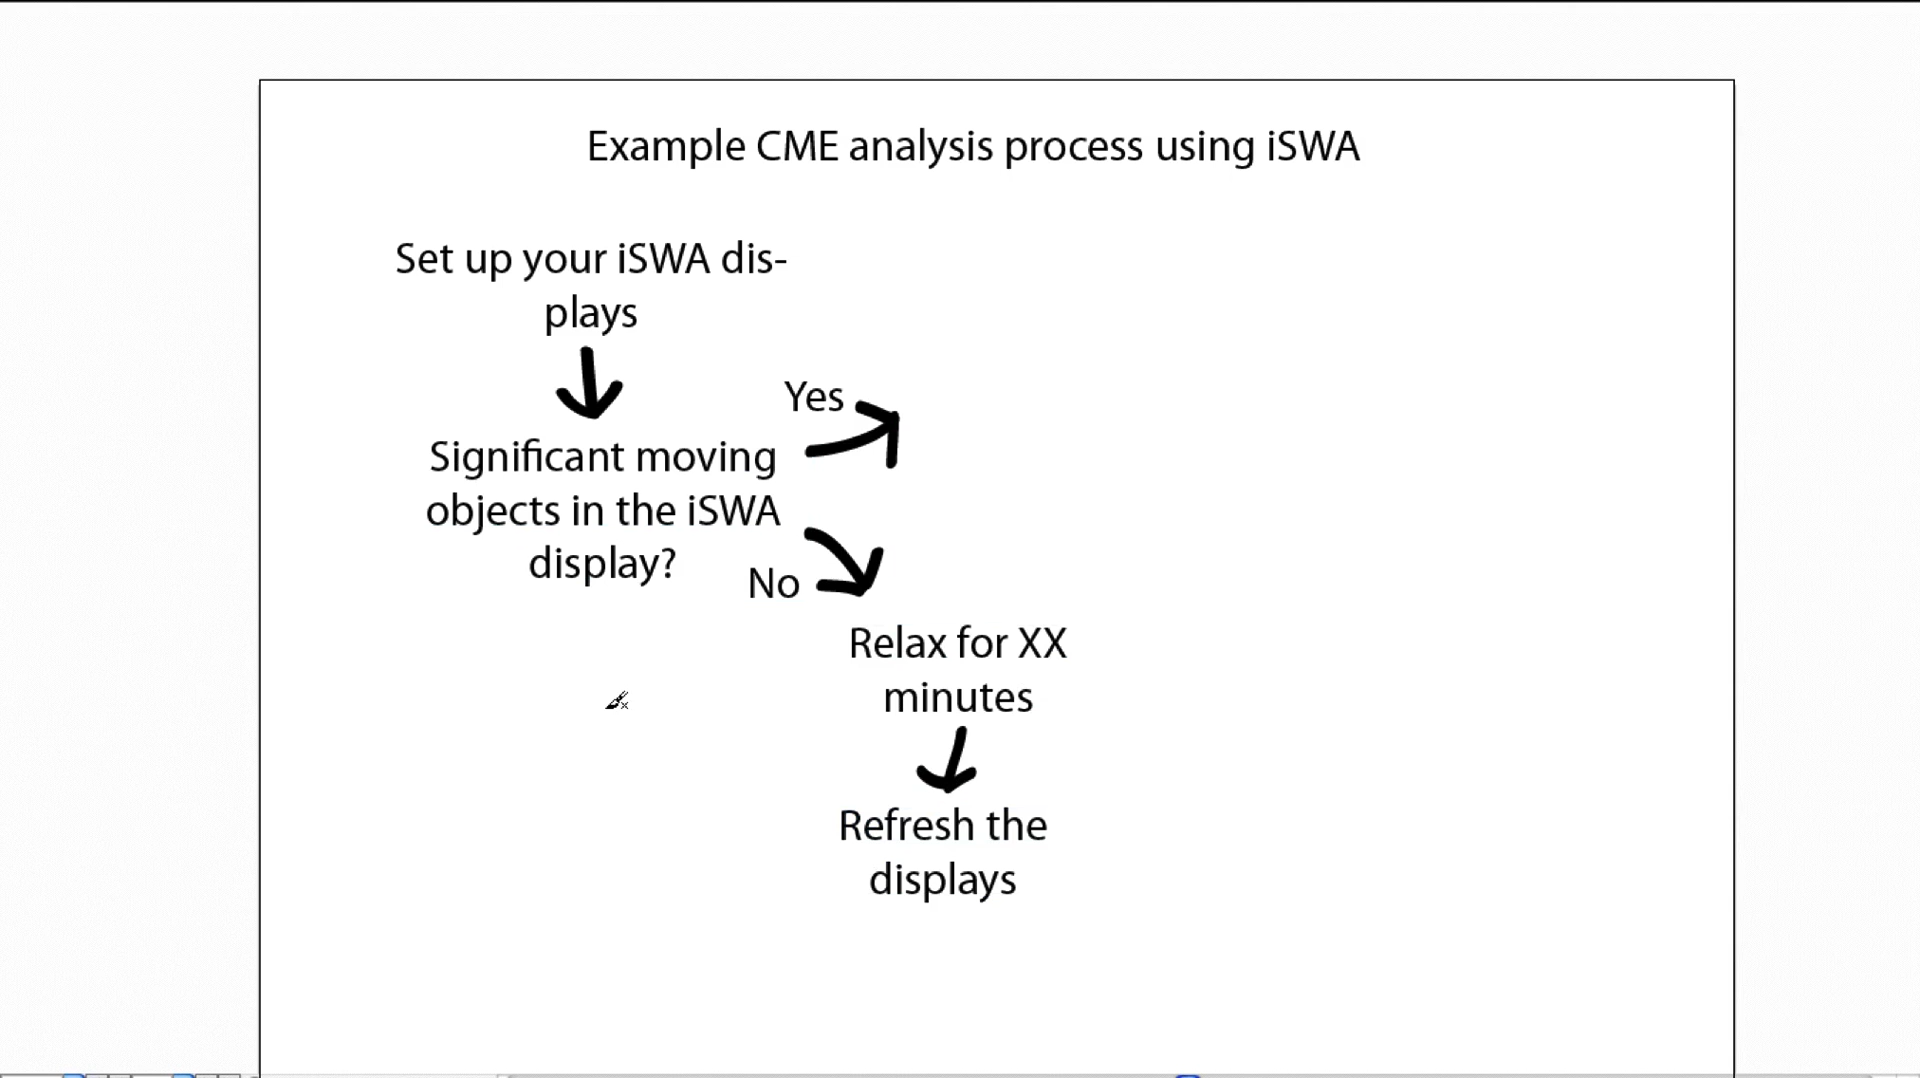 Example CME analysis process using iSWA
Set up your iSWA dis-
plays
Yes
Significant moving
objects in the iSWA
display?
No
Relax for XX
minutes
Refresh the
displays